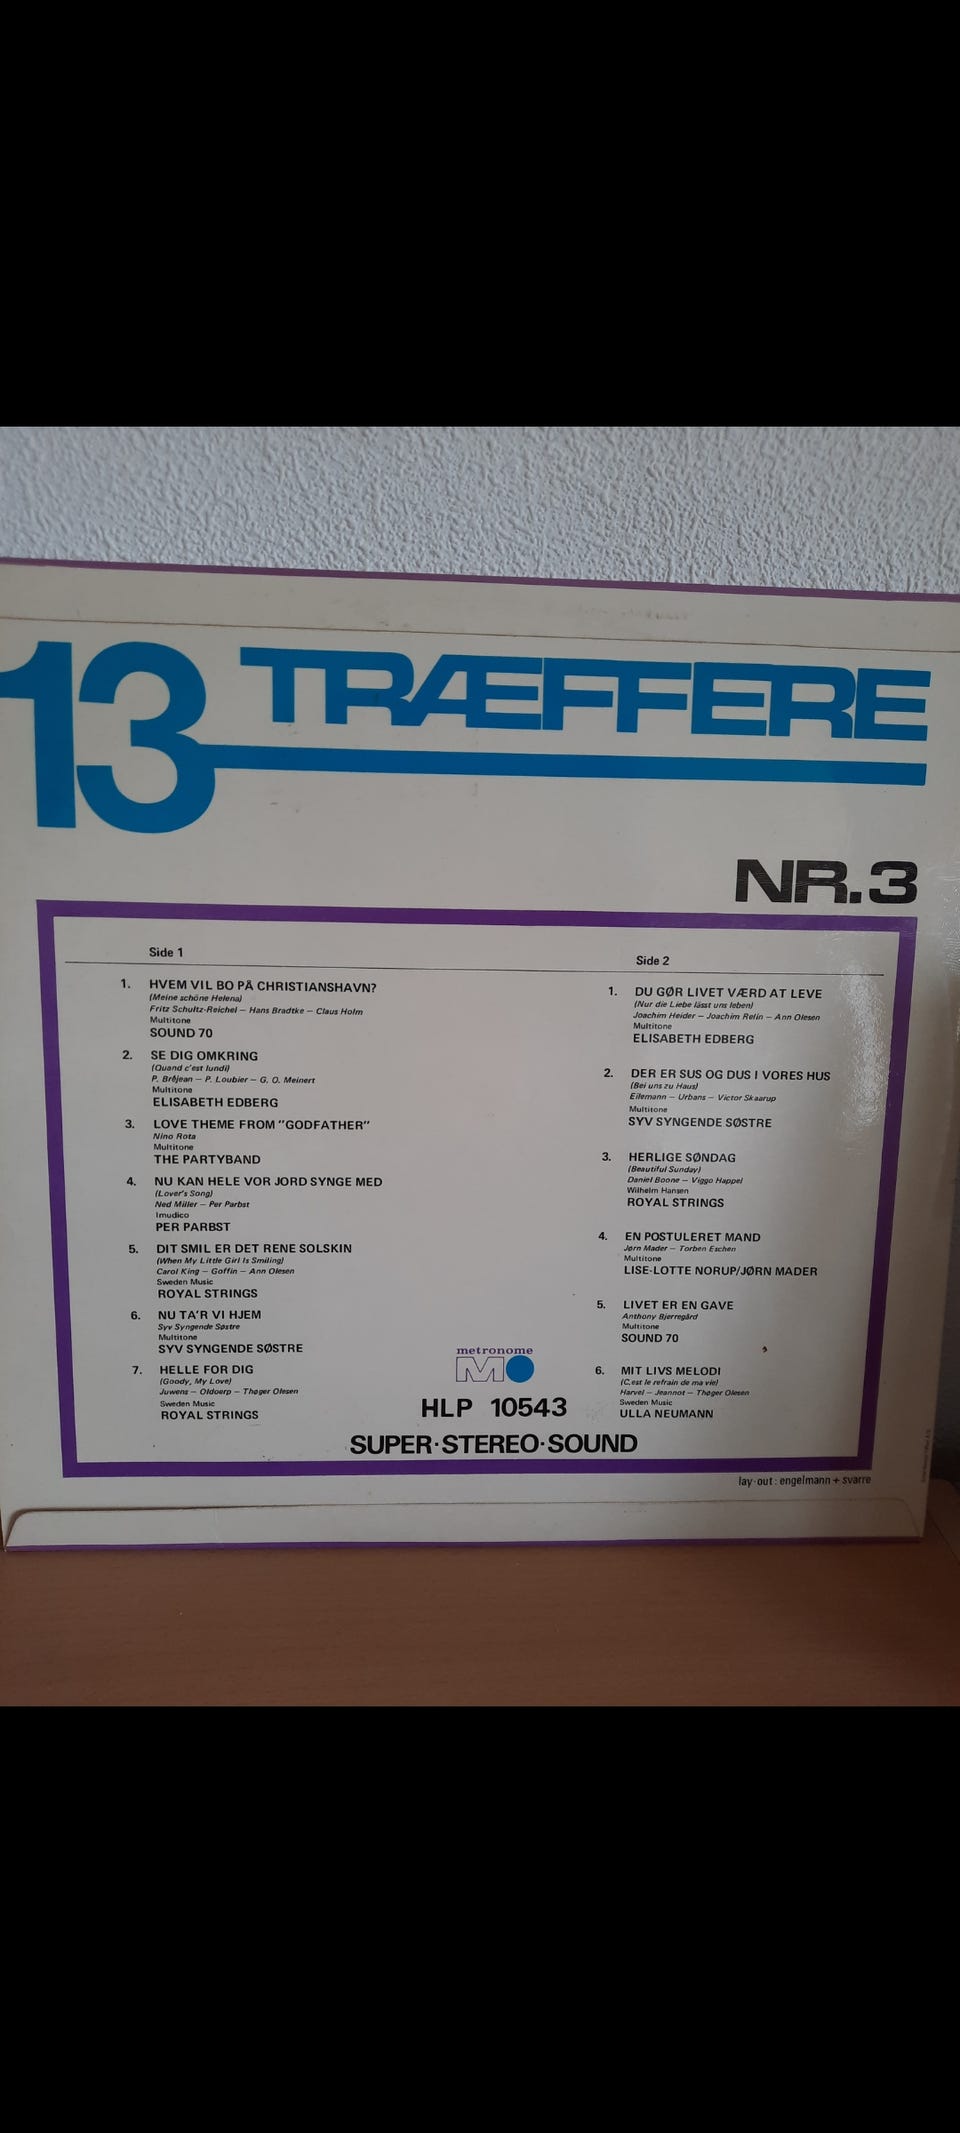 13 TRÆFFERE
NR.3
Side 1
1. HVEM VIL BO PÅ CHRISTIANSHAVN?
(Meine schöne Helena)
Fritz Schultz-Reichel – Hans Bradtke – Claus Holm
Multitone
SOUND 70
2. SE DIG OMKRING
(Quand c'est lundi)
P. Bréjean – P. Loubier – G. O. Meinert
Multitone
ELISABETH EDBERG
3. LOVE THEME FROM "GODFATHER"
Nino Rota
Multitone
THE PARTYBAND
4. NU KAN HELE VOR JORD SYNGE MED
(Lover's Song)
Ned Miller – Per Parbst
Imudico
PER PARBST
5. DIT SMIL ER DET RENE SOLSKIN
(When My Little Girl Is Smiling)
Carol King – Goffin – Ann Olesen
Sweden Music
ROYAL STRINGS
6. NU TA'R VI HJEM
Syv Syngende Søstre
Multitone
SYV SYNGENDE SØSTRE
7. HELLE FOR DIG
(Goody, My Love)
Juwens – Oldoerp – Thøger Olesen
Sweden Music
ROYAL STRINGS
Side 2
1. DU GØR LIVET VÆRD AT LEVE
(Nur die Liebe lässt uns leben)
Joachim Heider – Joachim Relin – Ann Olesen
Multitone
ELISABETH EDBERG
2. DER ER SUS OG DUS I VORES HUS
(Bei uns zu Haus)
Eilemann – Urbans – Victor Skaarup
Multitone
SYV SYNGENDE SØSTRE
3. HERLIGE SØNDAG
(Beautiful Sunday)
Daniel Boone – Viggo Happel
Wilhelm Hansen
ROYAL STRINGS
4. EN POSTULERET MAND
Jørn Mader – Torben Eschen
Multitone
LISE-LOTTE NORUP/JØRN MADER
5. LIVET ER EN GAVE
Anthony Bjerregård
Multitone
SOUND 70
6. MIT LIVS MELODI
(C,est le refrain de ma vie)
Harvel – Jeannot – Thøger Olesen
Sweden Music
ULLA NEUMANN
metronome
HLP 10543
SUPER·STEREO·SOUND
lay-out: engelmann + svarre